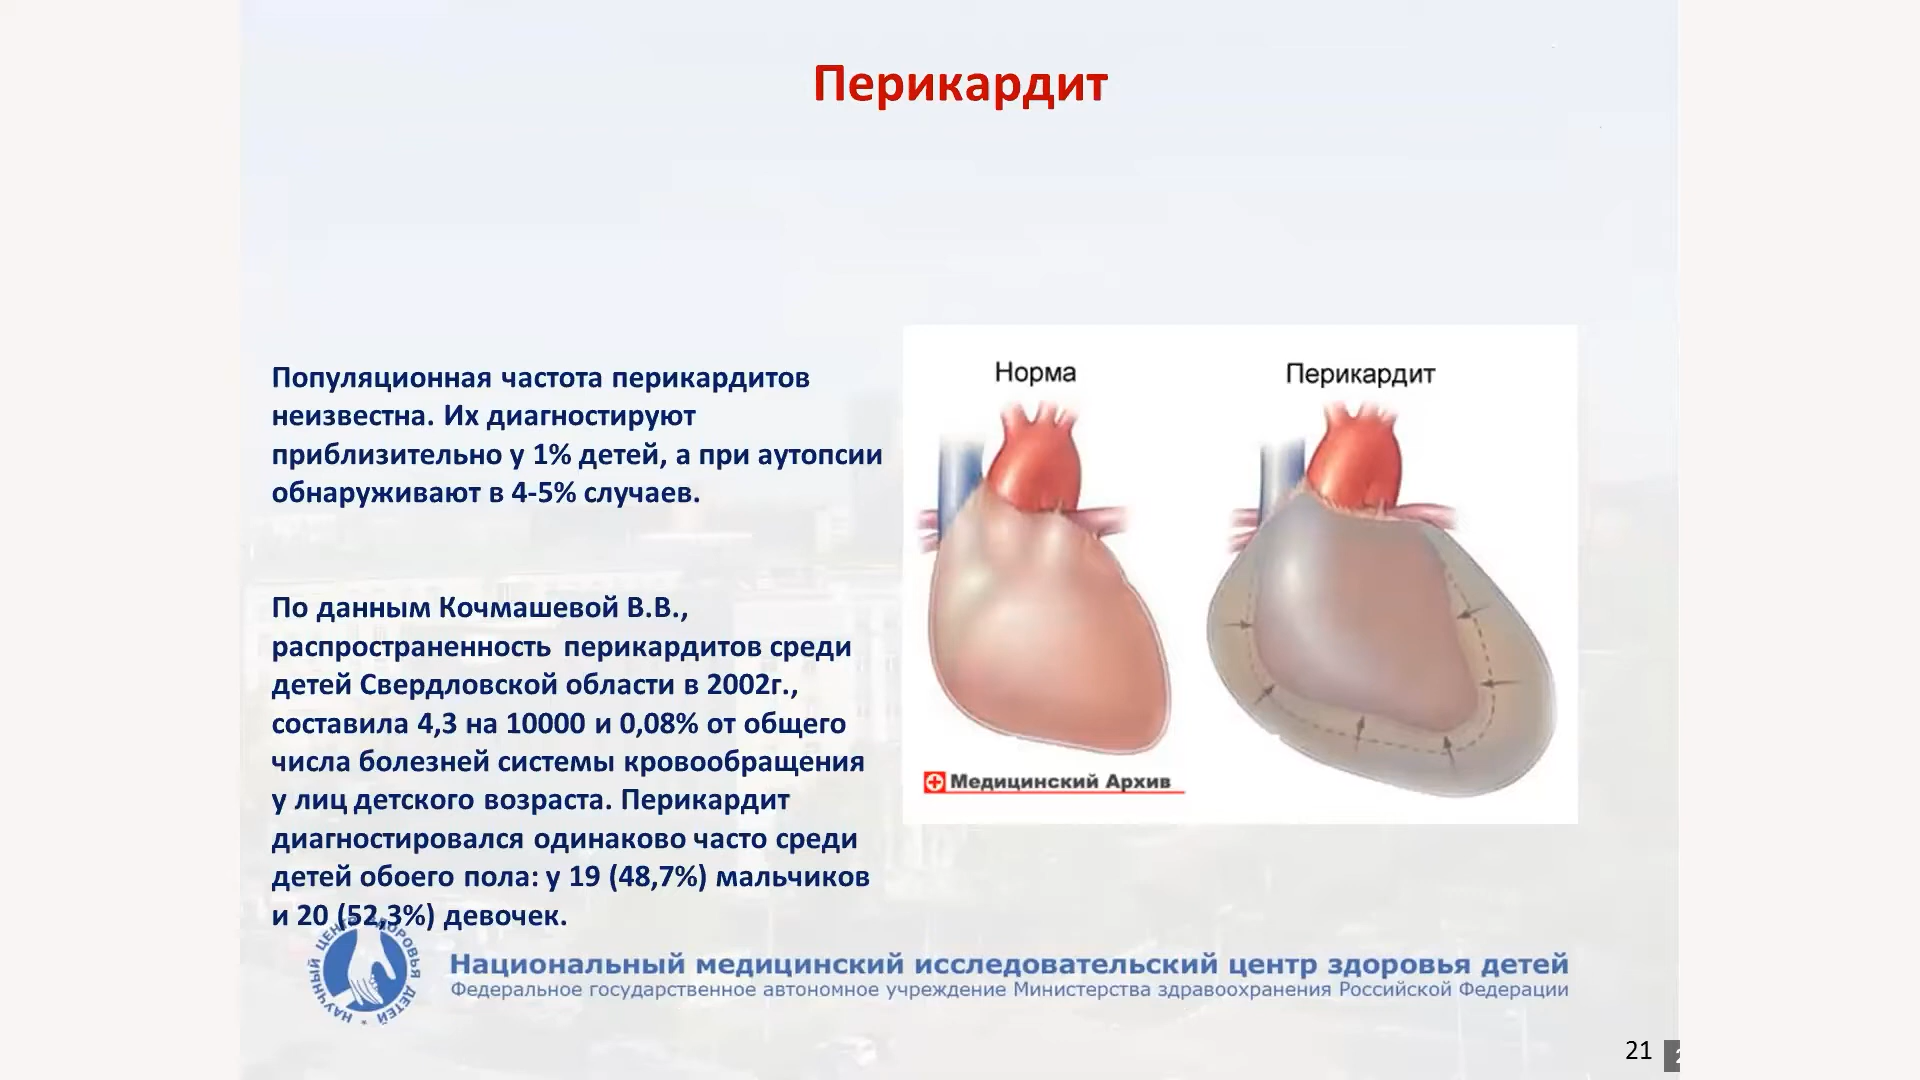 Перикардит
Популяционная частота перикардитов
неизвестна. Их диагностируют
приблизительно у 1% детей, а при аутопсии
обнаруживают в 4-5% случаев.
По данным Кочмашевой В.В.,
распространенность перикардитов среди
детей Свердловской области в 2002г.,
составила 4,3 на 10000 и 0,08% от общего
числа болезней системы кровообращения
у лиц детского возраста. Перикардит
диагностировался одинаково часто среди
детей обоего пола: у 19 (48,7%) мальчиков
и 20 (52,3%) девочек.
Норма
Перикардит
Медицинский Архив
НАУЧНЫЙ ЦЕНТР ЗДОРОВЬЯ ДЕТЕЙ
Национальный медицинский исследовательский центр здоровья детей
Федеральное государственное автономное учреждение Министерства здравоохранения Российской Федерации
21